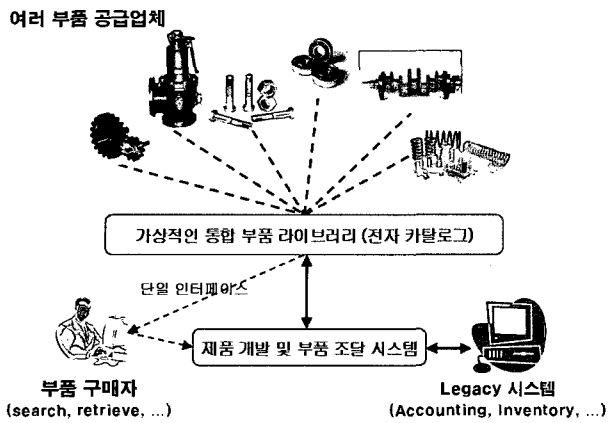 여러 부품 공급업체
가상적인 통합 부품 라이브러리 (전자 카탈로그)
단일 인터페이스
제품 개발 및 부품 조달 시스템
부품 구매자
(search, retrieve, ...)
Legacy 시스템
(Accounting, Inventory, ...)